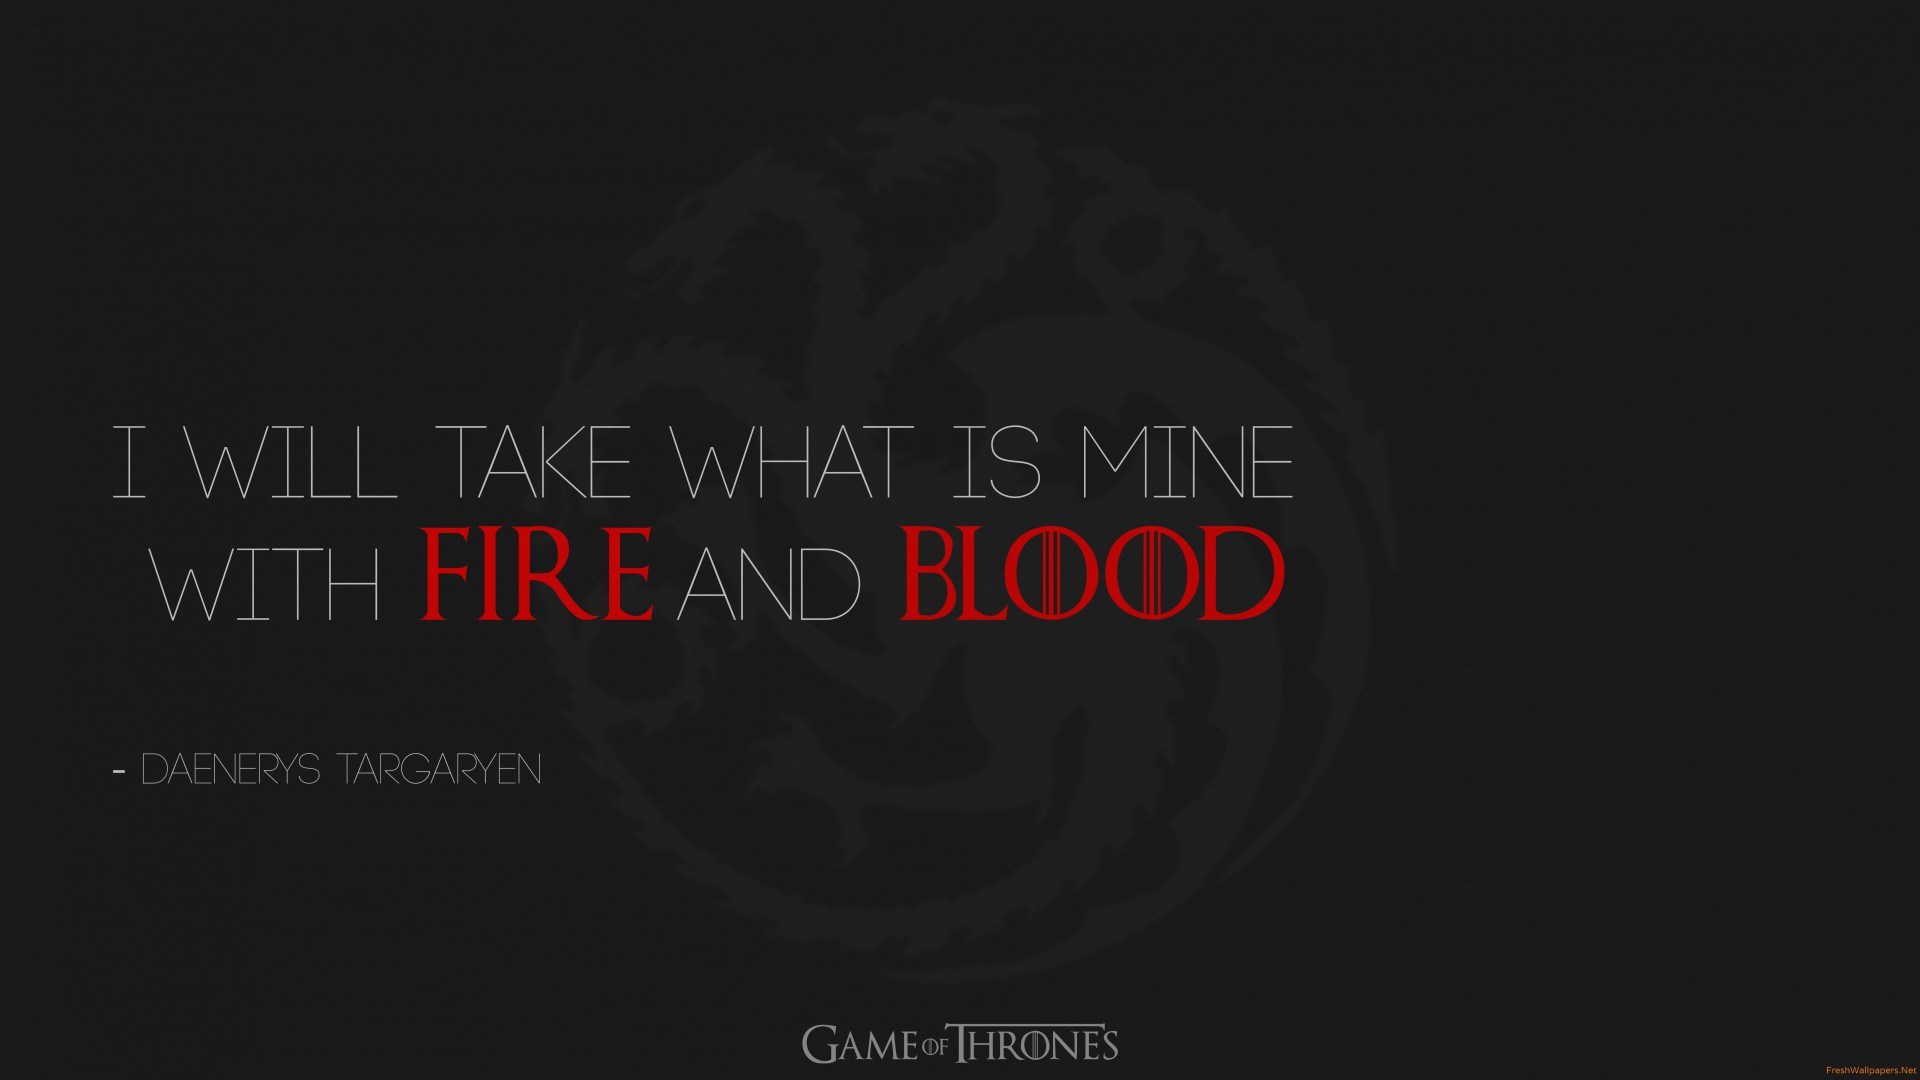 I WILL TAKE WHAT IS MINE
WITH FIRE AND BLOOD
- DAENERYS TARGARYEN
GAME OF THRONES
FreshWallpapers.Net